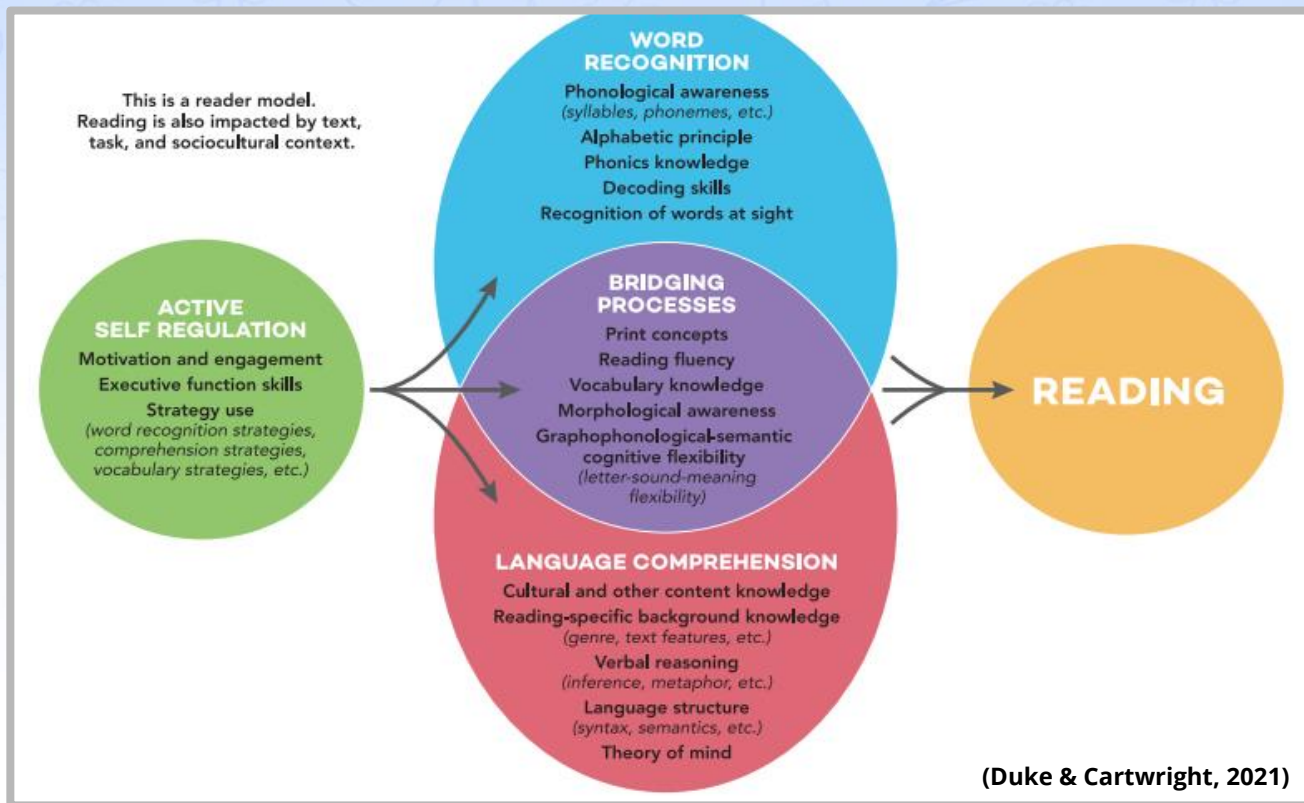 This is a reader model.
Reading is also impacted by text,
task, and sociocultural context.
ACTIVE
SELF REGULATION
Motivation and engagement
Executive function skills
Strategy use
(word recognition strategies,
comprehension strategies,
vocabulary strategies, etc.)
WORD
RECOGNITION
Phonological awareness
(syllables, phonemes, etc.)
Alphabetic principle
Phonics knowledge
Decoding skills
Recognition of words at sight
BRIDGING
PROCESSES
Print concepts
Reading fluency
Vocabulary knowledge
Morphological awareness
Graphophonological-semantic
cognitive flexibility
(letter-sound-meaning
flexibility)
LANGUAGE COMPREHENSION
Cultural and other content knowledge
Reading-specific background knowledge
(genre, text features, etc.)
Verbal reasoning
(inference, metaphor, etc.)
Language structure
(syntax, semantics, etc.)
Theory of mind
READING
(Duke & Cartwright, 2021)